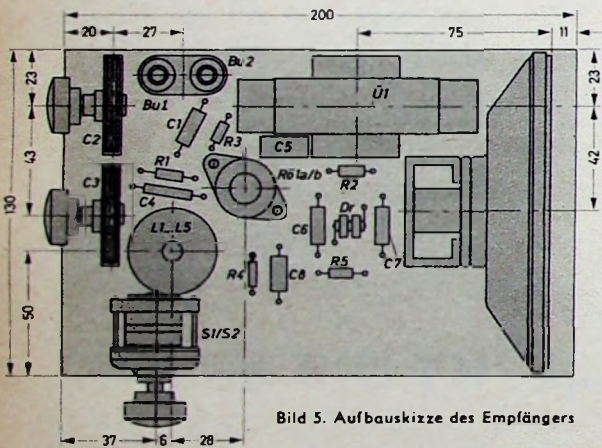 200
20
27
75
11
23
43
130
50
23
42
Bu1
Bu2
Ü1
C2
C1
R3
C5
C3
R1
C4
Rö1a/b
R2
L1...L5
C6
Dr
C7
R4
C8
R5
S1/S2
37
6
28
Bild 5. Aufbauskizze des Empfängers